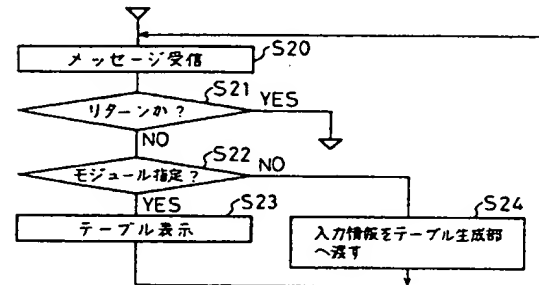 S20
メッセージ受信
S21
リターンか?
YES
NO
S22
モジュール指定?
NO
YES
S23
テーブル表示
S24
入力情報をテーブル生成部
へ渡す